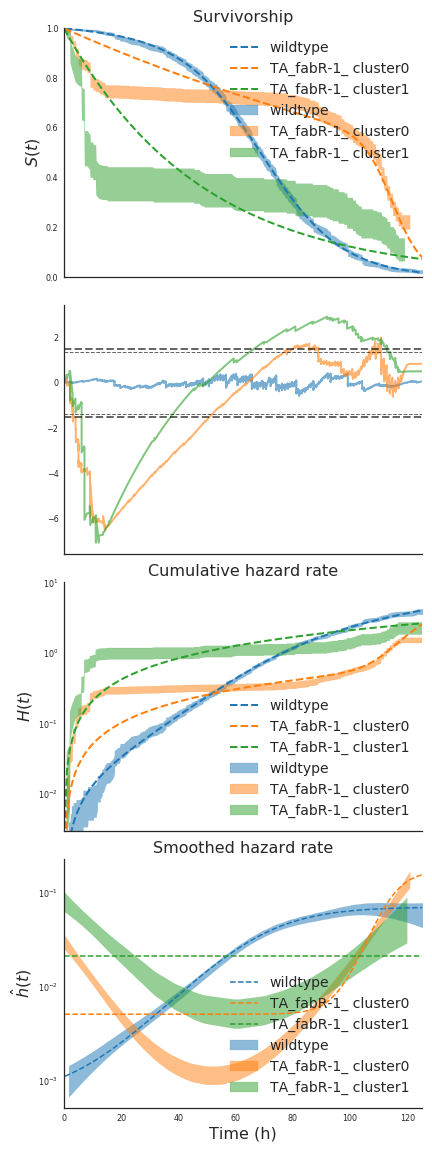 Survivorship
1.0
0.8
0.6
0.4
0.2
0.0
S(t)
wildtype
TA_fabR-1_ cluster0
TA_fabR-1_ cluster1
wildtype
TA_fabR-1_ cluster0
TA_fabR-1_ cluster1
2
0
−2
−4
−6
Cumulative hazard rate
10¹
10⁰
10⁻¹
10⁻²
H(t)
wildtype
TA_fabR-1_ cluster0
TA_fabR-1_ cluster1
wildtype
TA_fabR-1_ cluster0
TA_fabR-1_ cluster1
Smoothed hazard rate
10⁻¹
10⁻²
10⁻³
ĥ(t)
wildtype
TA_fabR-1_ cluster0
TA_fabR-1_ cluster1
wildtype
TA_fabR-1_ cluster0
TA_fabR-1_ cluster1
0 20 40 60 80 100 120
Time (h)